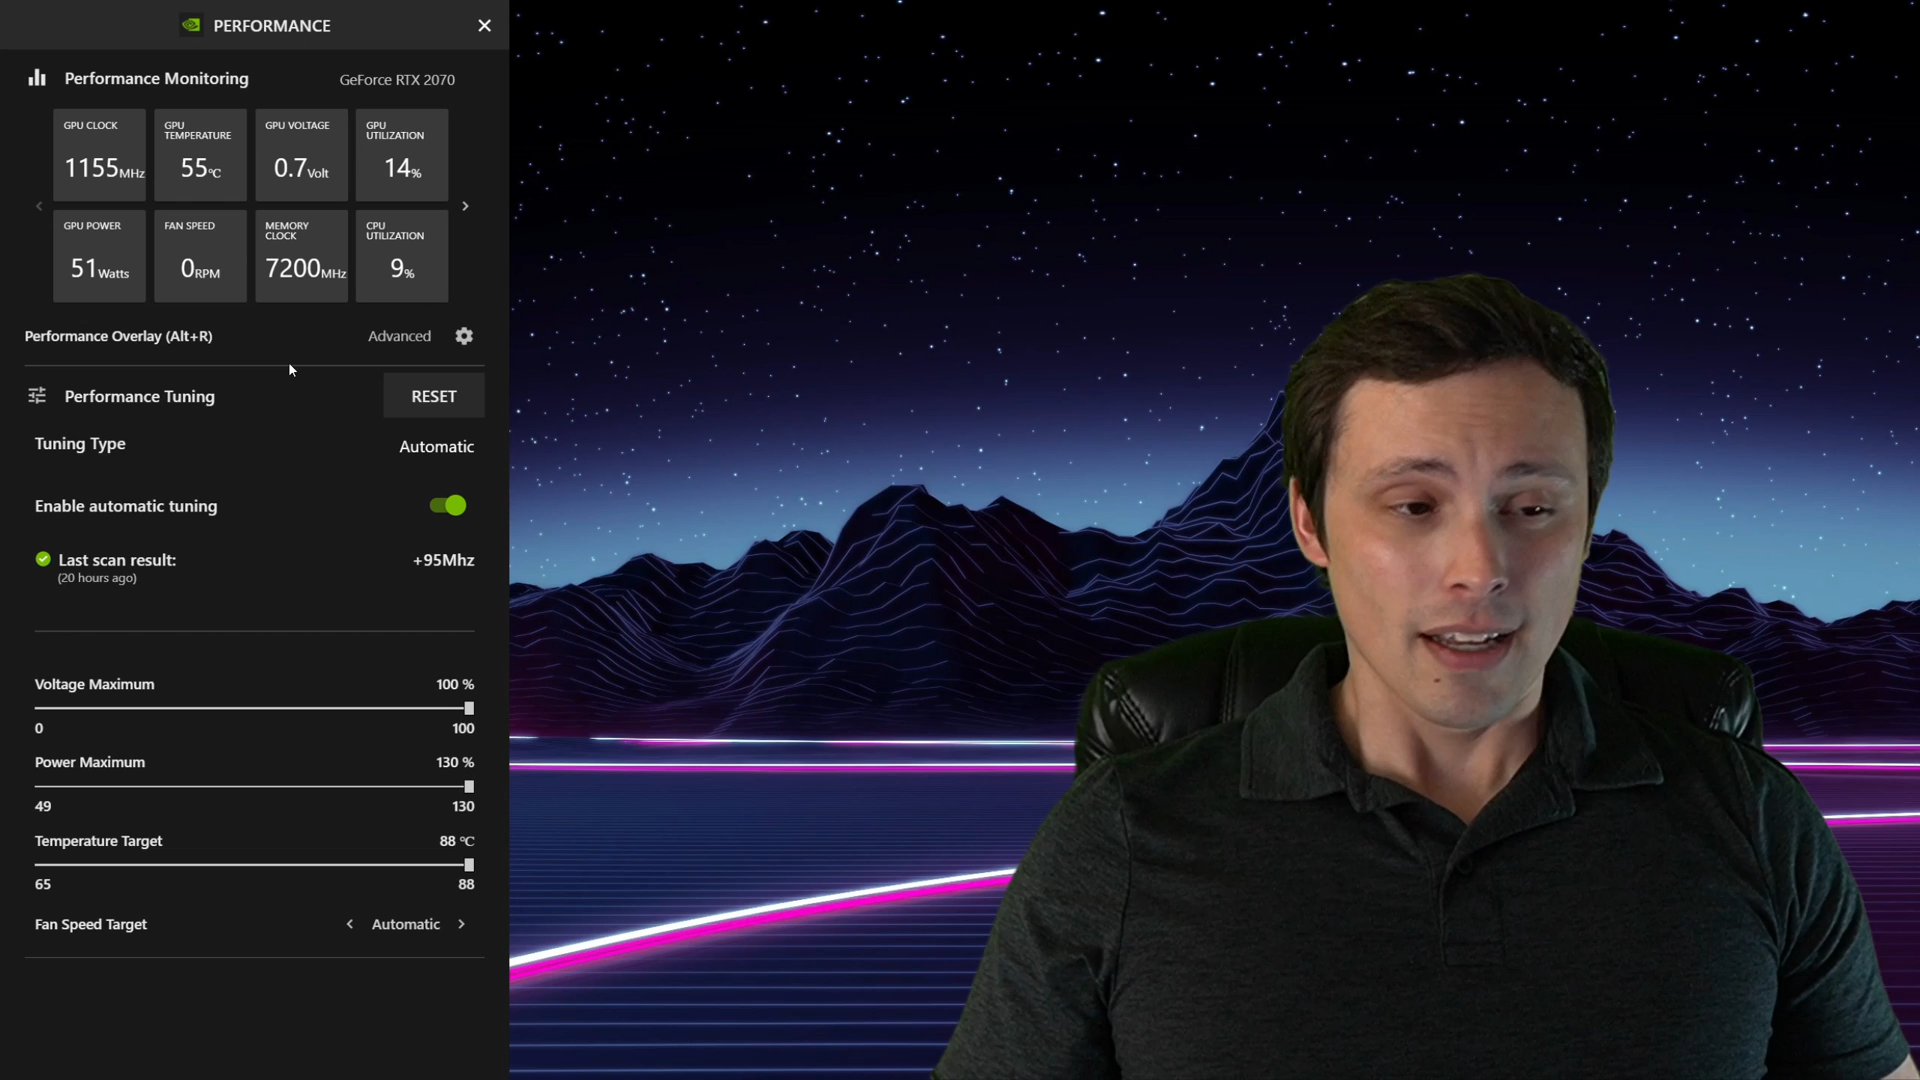 PERFORMANCE
Performance Monitoring
GeForce RTX 2070
GPU CLOCK
1155MHz
GPU
TEMPERATURE
55℃
GPU VOLTAGE
0.7Volt
GPU
UTILIZATION
14%
GPU POWER
51Watts
FAN SPEED
0RPM
MEMORY
CLOCK
7200MHz
CPU
UTILIZATION
9%
Performance Overlay (Alt+R)
Advanced
Performance Tuning
RESET
Tuning Type
Automatic
Enable automatic tuning
Last scan result:
+95Mhz
(20 hours ago)
Voltage Maximum
100 %
0
100
Power Maximum
130 %
49
130
Temperature Target
88 ℃
65
88
Fan Speed Target
Automatic